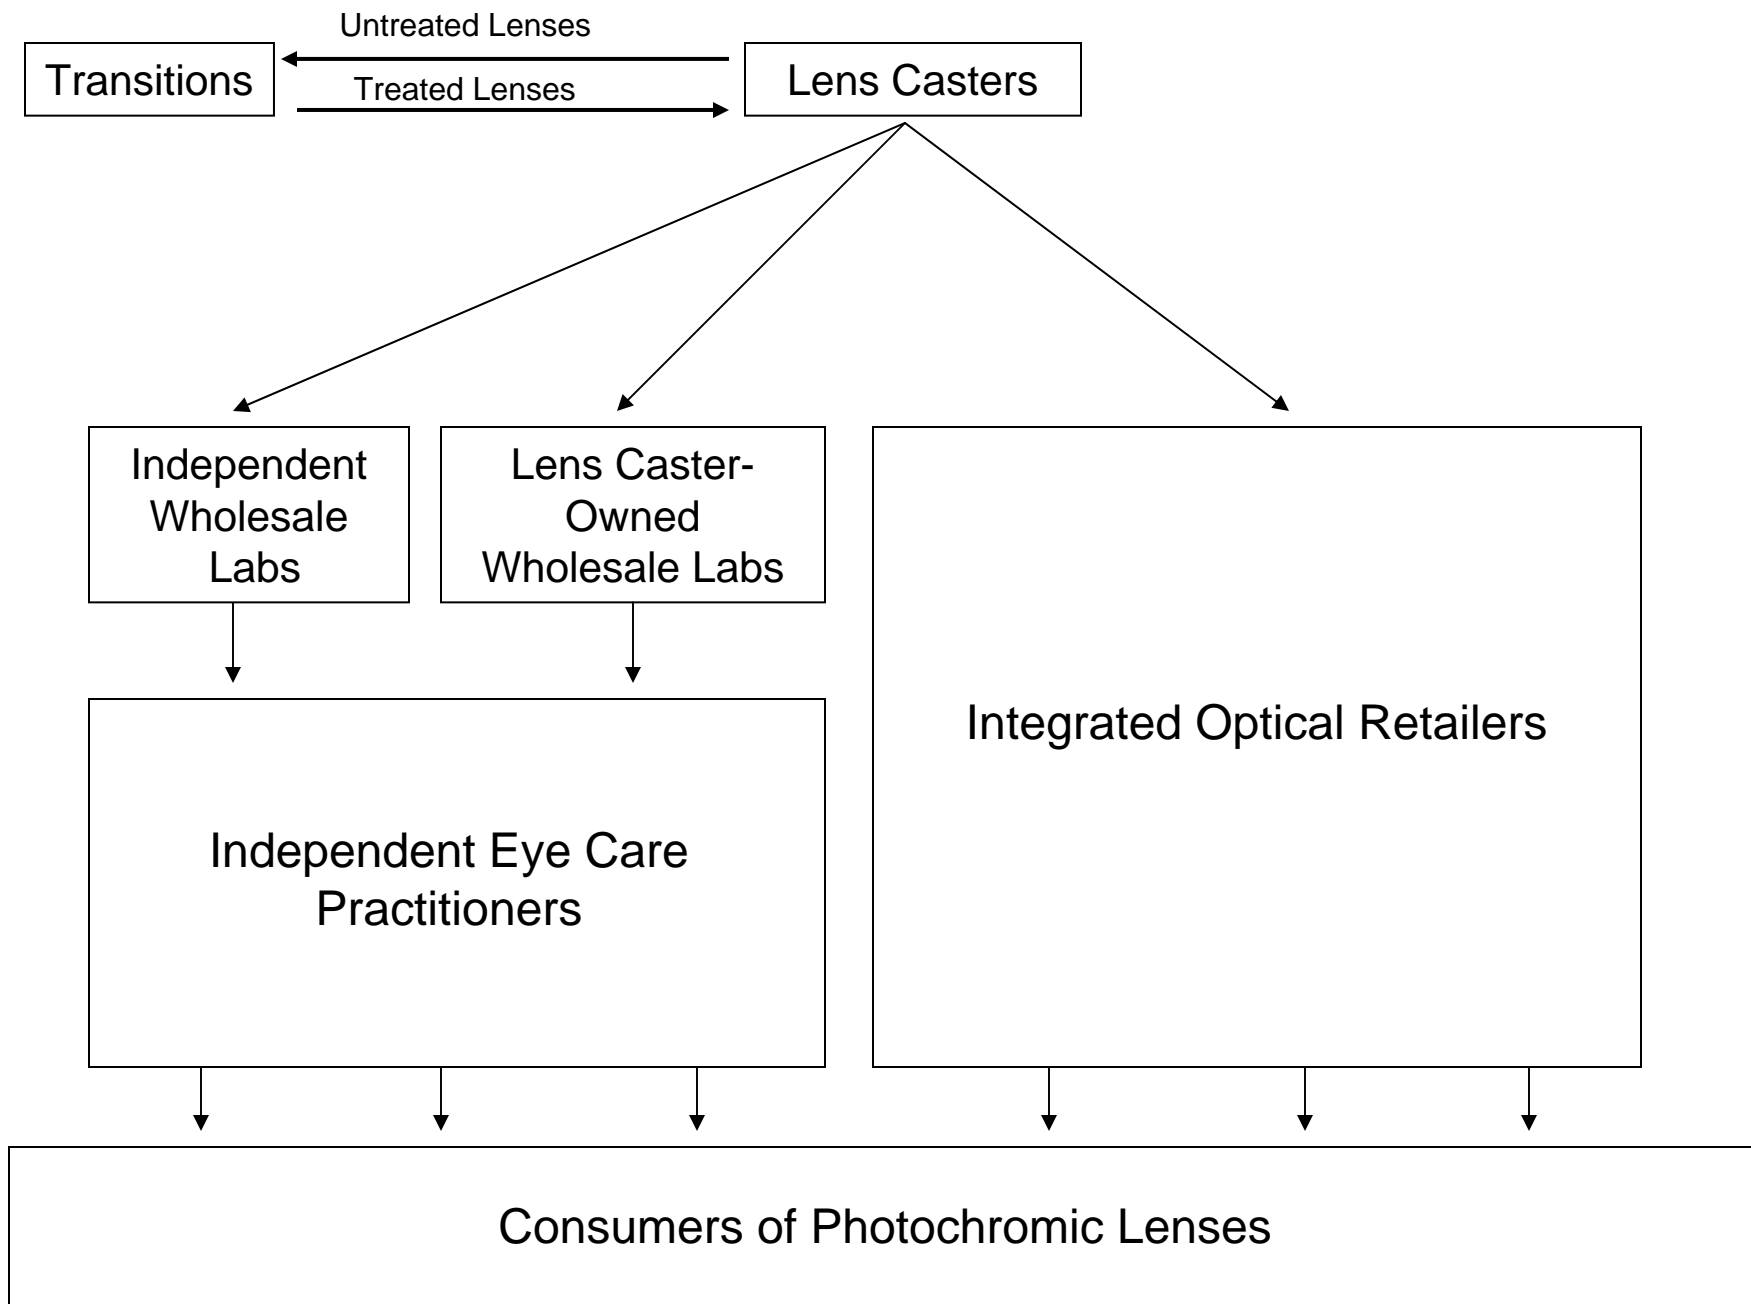 Untreated Lenses
Transitions
Lens Casters
Treated Lenses
Independent
Wholesale
Labs
Lens Caster-
Owned
Wholesale Labs
Integrated Optical Retailers
Independent Eye Care
Practitioners
Consumers of Photochromic Lenses